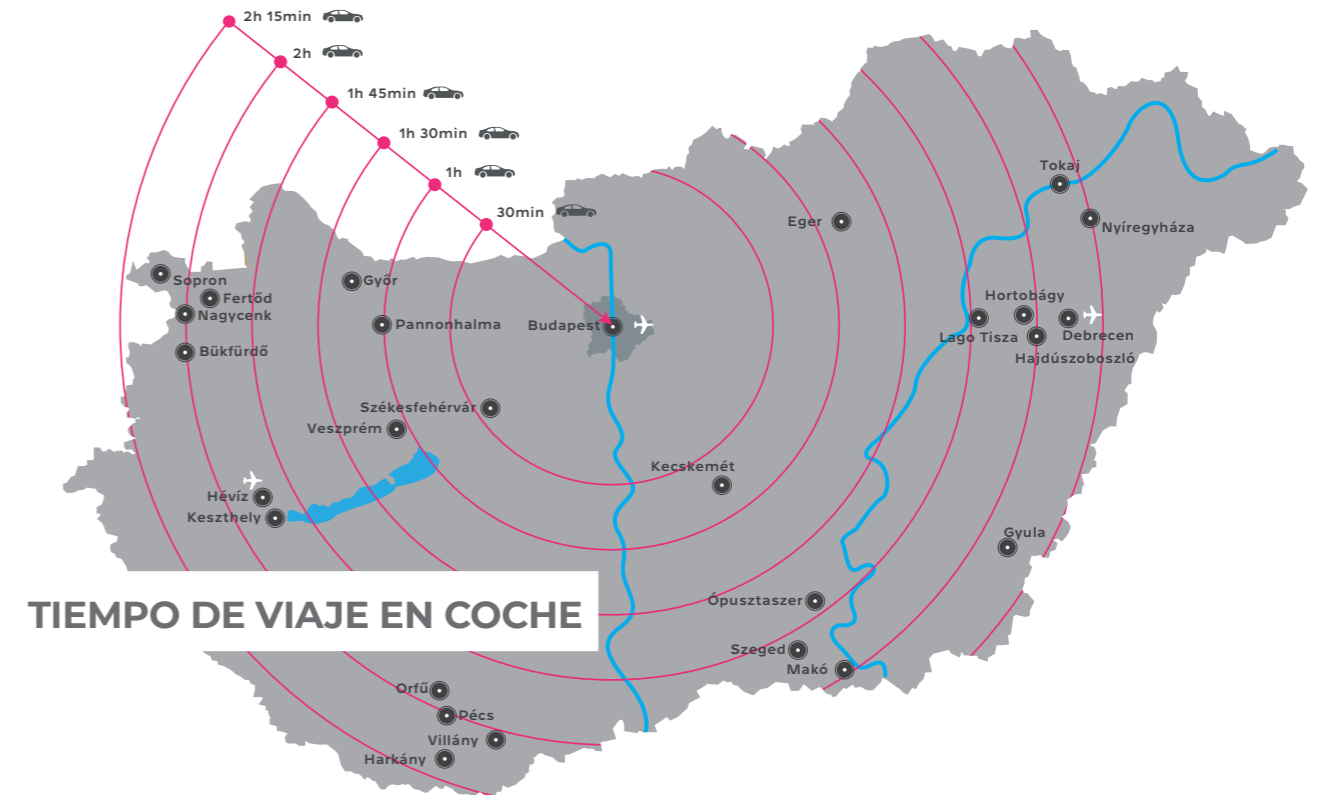 2h 15min
2h
1h 45min
1h 30min
1h
30min
Tokaj
Eger
Nyíregyháza
Sopron
Győr
Fertőd
Hortobágy
Nagycenk
Pannonhalma
Budapest
Lago Tisza
Debrecen
Bükfürdő
Hajdúszoboszló
Székesfehérvár
Veszprém
Kecskemét
Hévíz
Keszthely
Gyula
TIEMPO DE VIAJE EN COCHE
Ópusztaszer
Szeged
Makó
Orfű
Pécs
Villány
Harkány